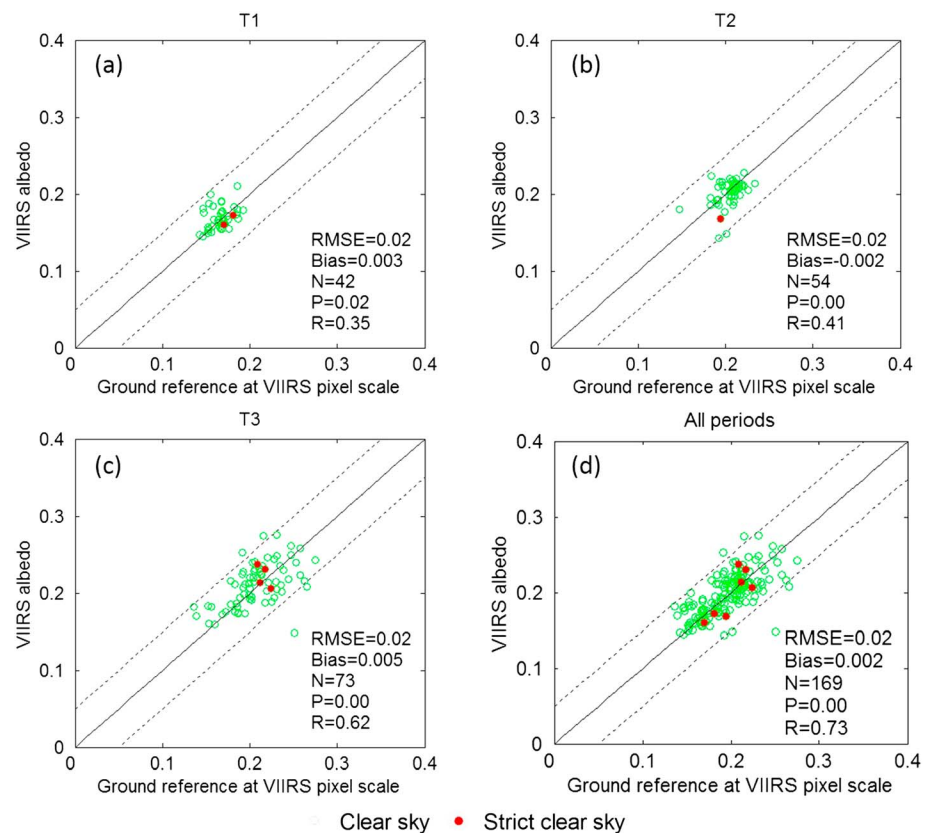 T1
(a)
0.4
0.3
0.2
0.1
0
VIIRS albedo
RMSE=0.02
Bias=0.003
N=42
P=0.02
R=0.35
0 0.1 0.2 0.3 0.4
Ground reference at VIIRS pixel scale
T2
(b)
0.4
0.3
0.2
0.1
0
VIIRS albedo
RMSE=0.02
Bias=-0.002
N=54
P=0.00
R=0.41
0 0.1 0.2 0.3 0.4
Ground reference at VIIRS pixel scale
T3
(c)
0.4
0.3
0.2
0.1
0
VIIRS albedo
RMSE=0.02
Bias=0.005
N=73
P=0.00
R=0.62
0 0.1 0.2 0.3 0.4
Ground reference at VIIRS pixel scale
All periods
(d)
0.4
0.3
0.2
0.1
0
VIIRS albedo
RMSE=0.02
Bias=0.002
N=169
P=0.00
R=0.73
0 0.1 0.2 0.3 0.4
Ground reference at VIIRS pixel scale
Clear sky Strict clear sky